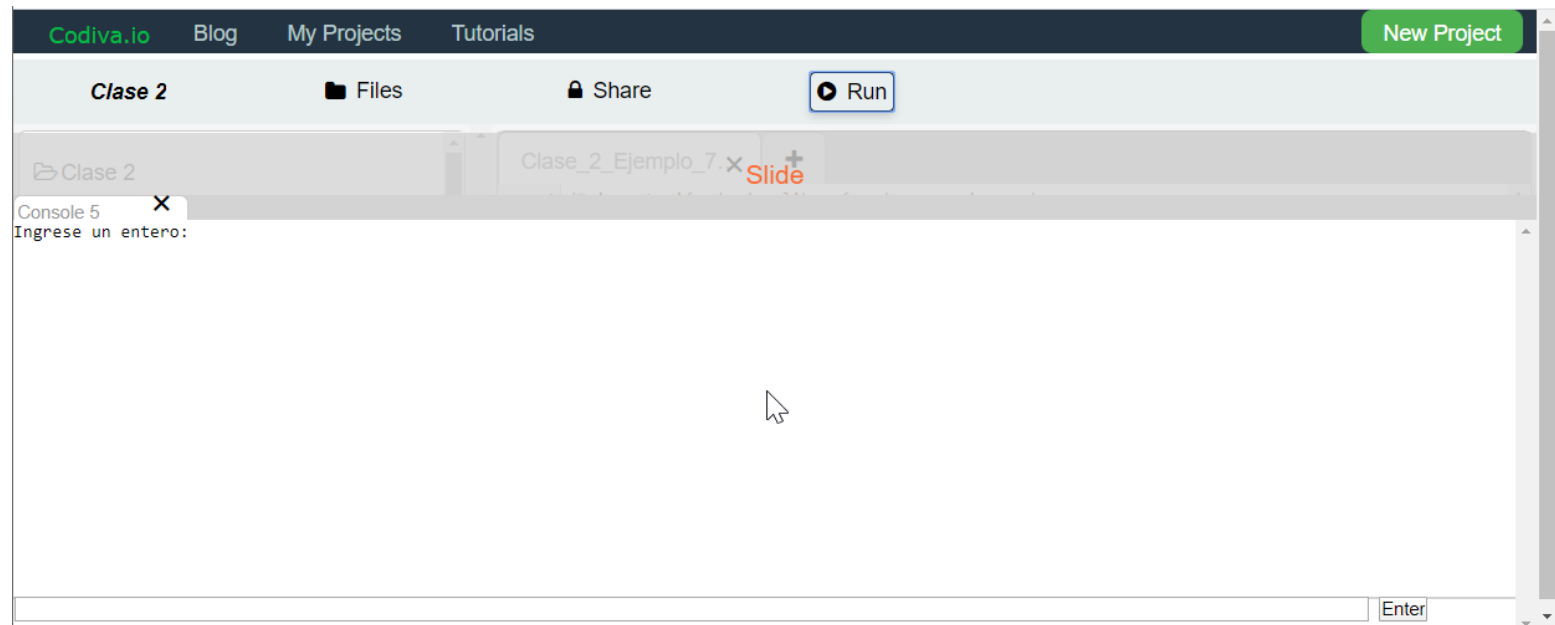 Codiva.io Blog My Projects Tutorials New Project
Clase 2 Files Share Run
Clase 2 Clase_2_Ejemplo_7. Slide
Console 5
Ingrese un entero:
Enter